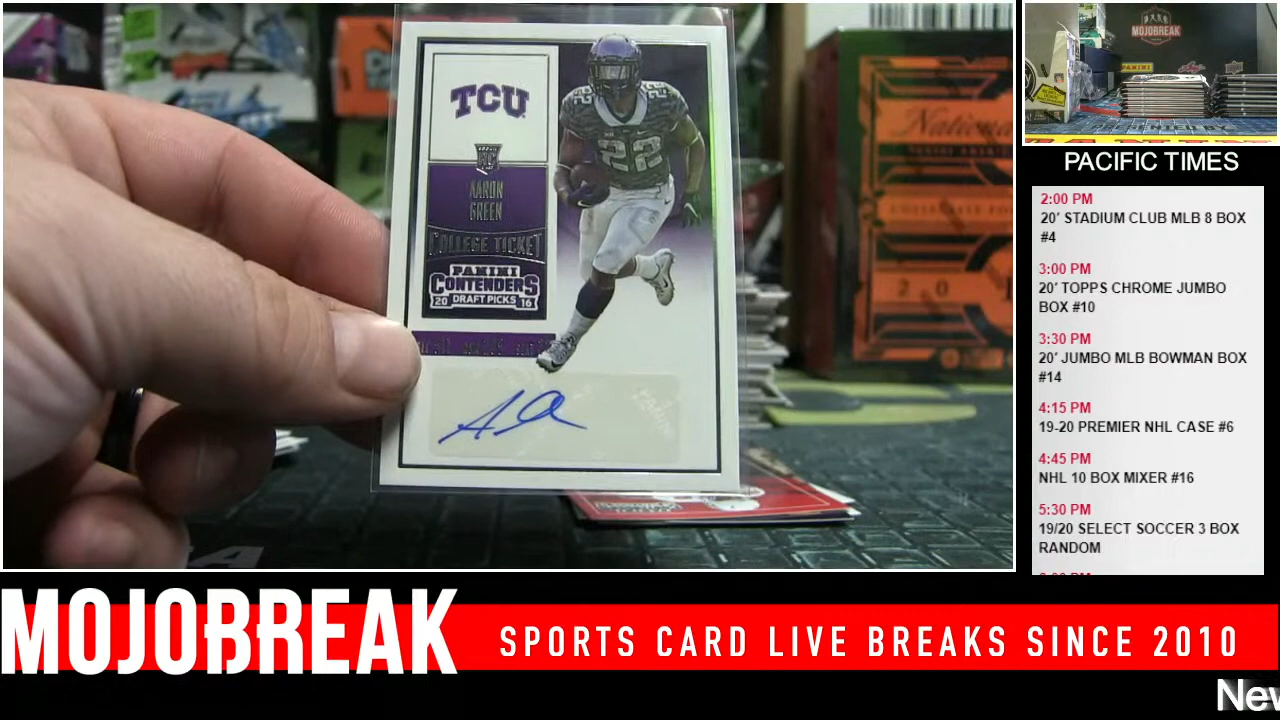 TCU
RC
AARON
GREEN
COLLEGE TICKET
PANINI
CONTENDERS
DRAFT PICKS
20 16
22
National
MOJOBREAK
PANINI
PACIFIC TIMES
2:00 PM
20' STADIUM CLUB MLB 8 BOX
#4
3:00 PM
20' TOPPS CHROME JUMBO
BOX #10
3:30 PM
20' JUMBO MLB BOWMAN BOX
#14
4:15 PM
19-20 PREMIER NHL CASE #6
4:45 PM
NHL 10 BOX MIXER #16
5:30 PM
19/20 SELECT SOCCER 3 BOX
RANDOM
MOJOBREAK
SPORTS CARD LIVE BREAKS SINCE 2010
New